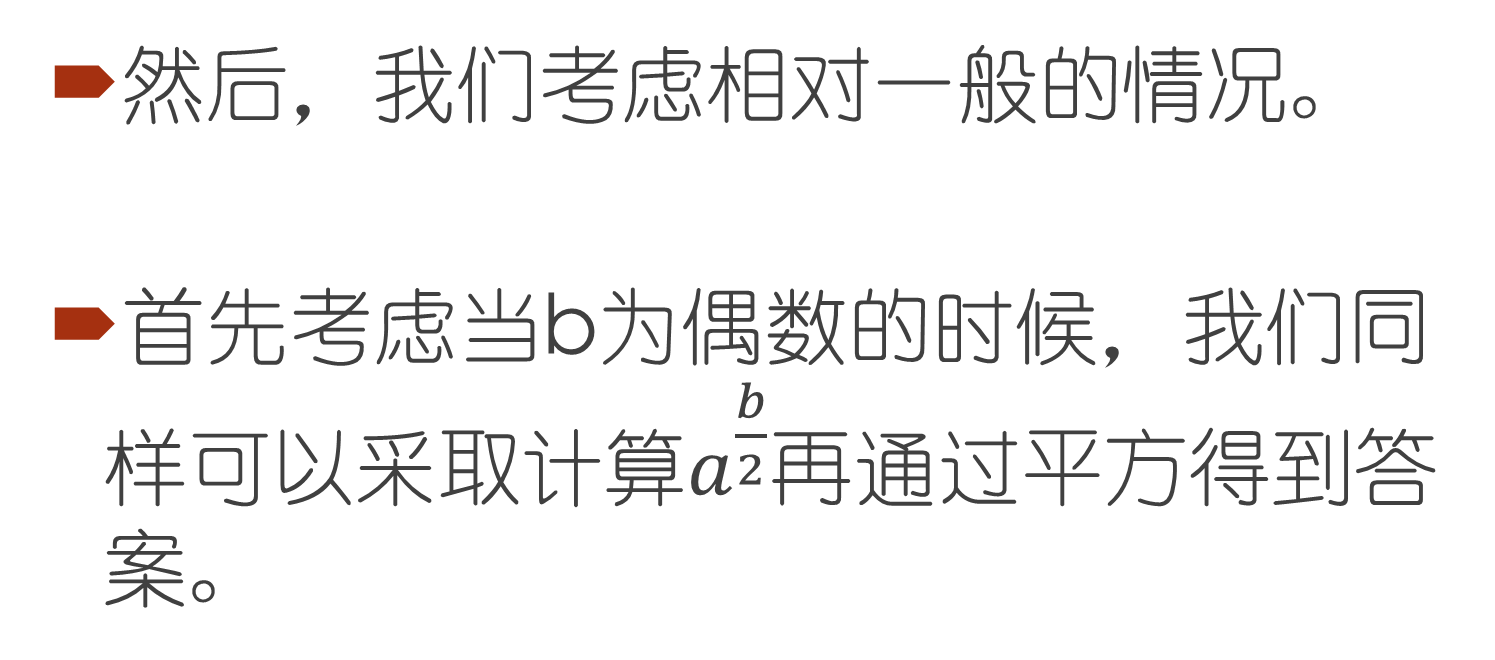 然后，我们考虑相对一般的情况。
首先考虑当b为偶数的时候，我们同
样可以采取计算$a^{\frac{b}{2}}$再通过平方得到答
案。